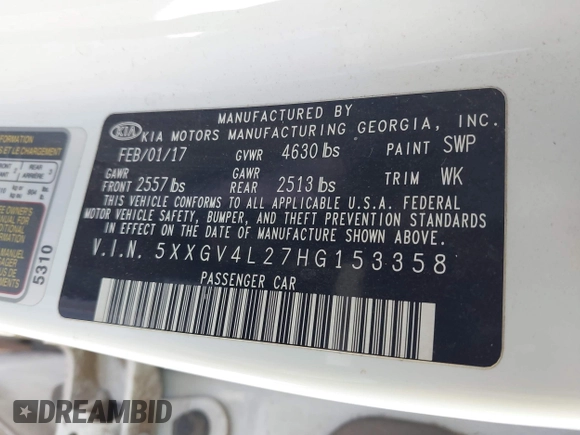 MANUFACTURED BY
KIA
KIA MOTORS MANUFACTURING GEORGIA, INC.
FEB/01/17 GVWR 4630 lbs PAINT SWP
GAWR FRONT 2557 lbs GAWR REAR 2513 lbs TRIM WK
THIS VEHICLE CONFORMS TO ALL APPLICABLE U.S.A. FEDERAL
MOTOR VEHICLE SAFETY, BUMPER, AND THEFT PREVENTION STANDARDS
IN EFFECT ON THE DATE OF MANUFACTURE SHOWN ABOVE.
V.I.N. 5XXGV4L27HG153358
PASSENGER CAR
5310
DREAMBID